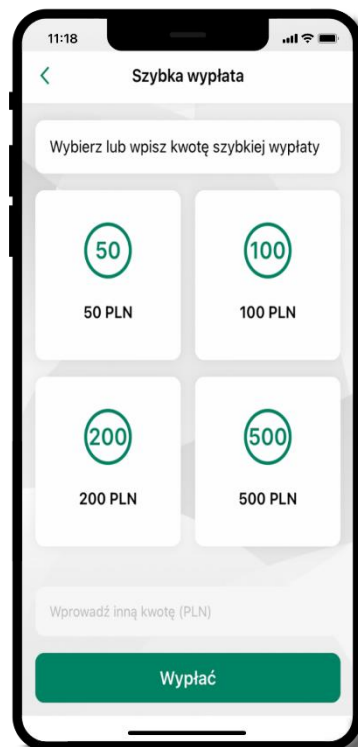 11:18
Szybka wypłata
Wybierz lub wpisz kwotę szybkiej wypłaty
50
100
50 PLN
100 PLN
200
500
200 PLN
500 PLN
Wprowadź inną kwotę (PLN)
Wypłać